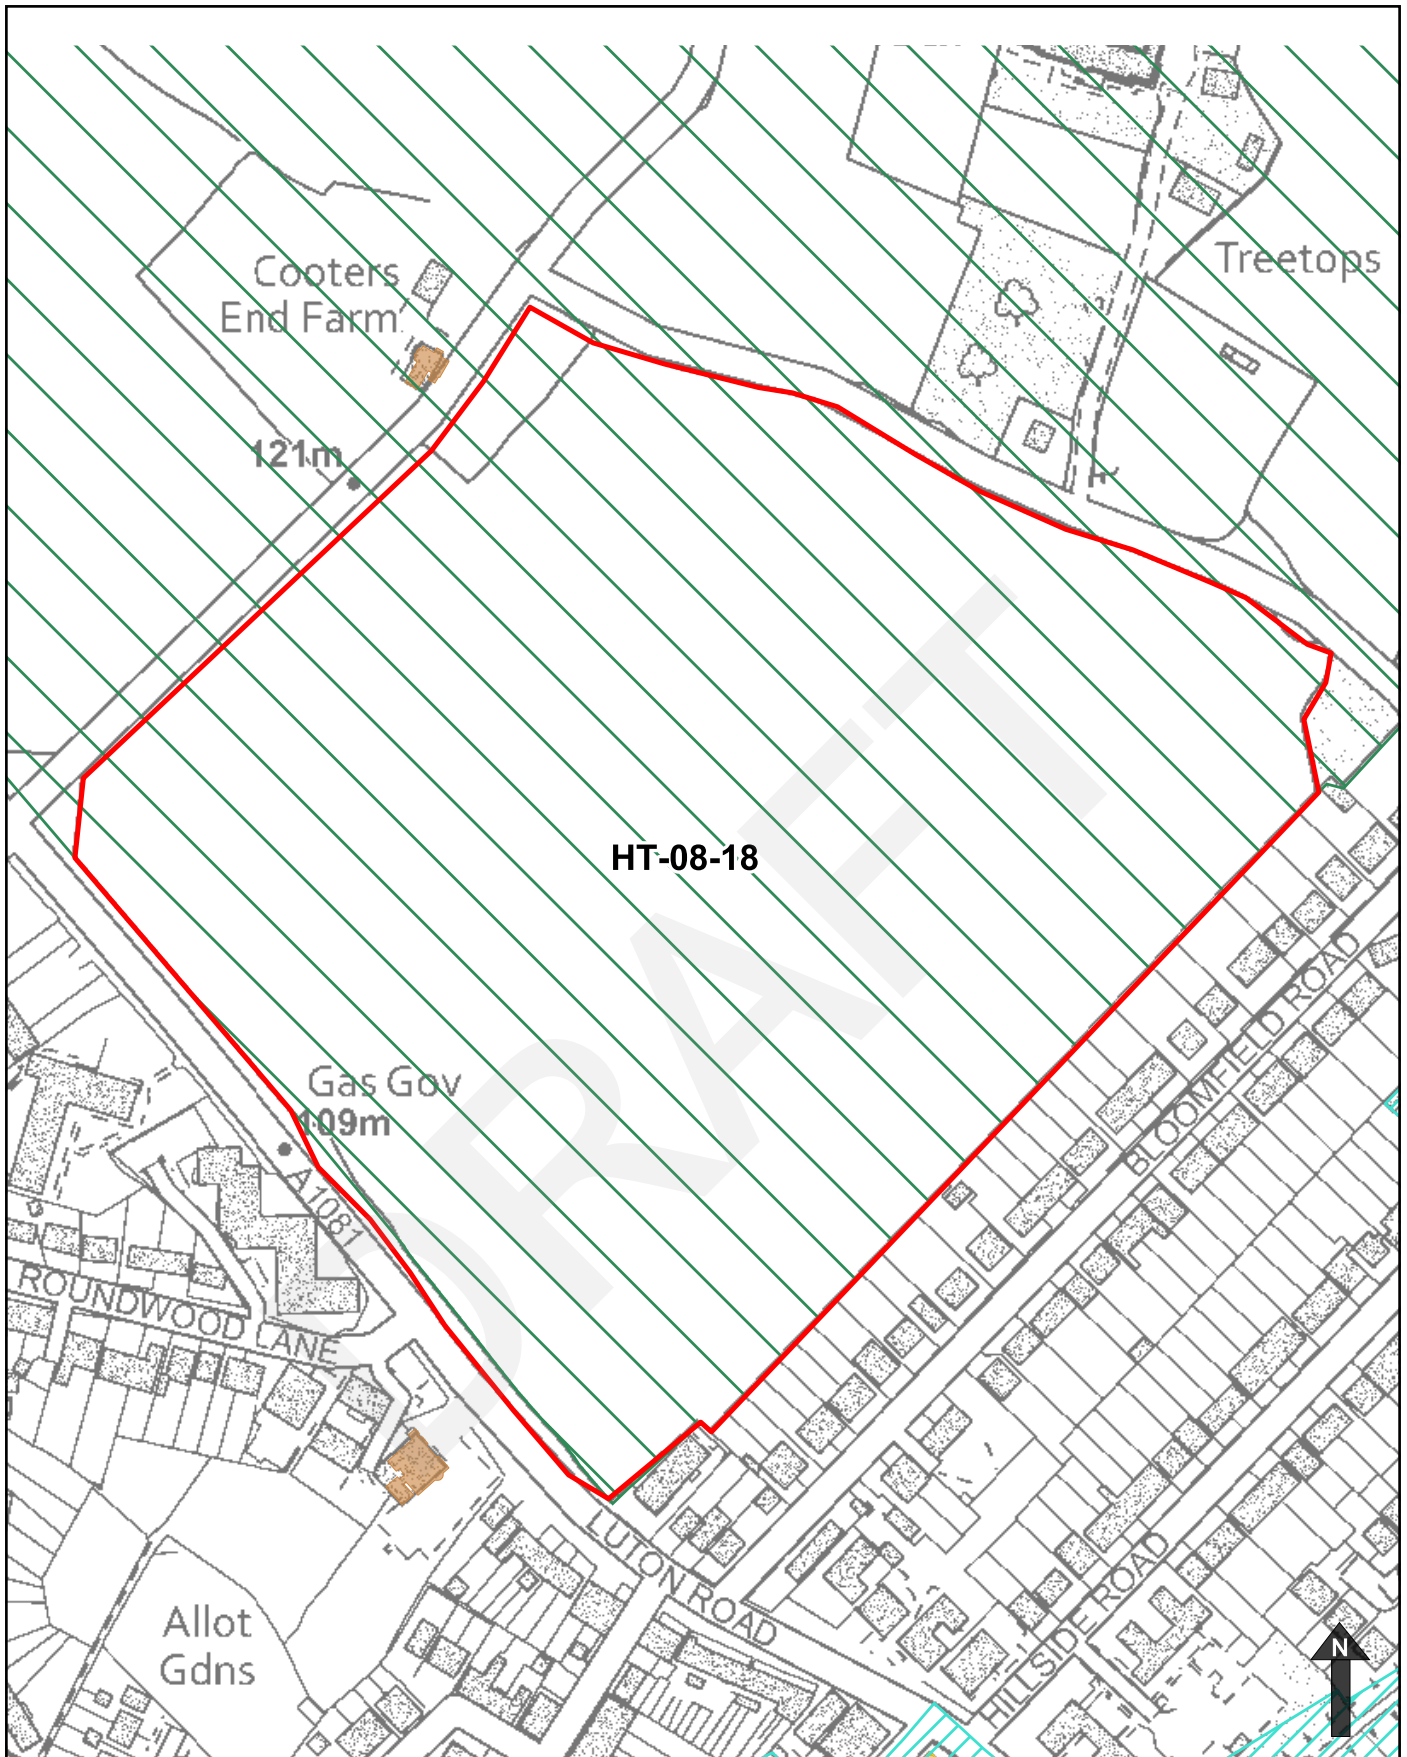 Cooters
End Farm
Treetops
121m
HT-08-18
DRAFT
Gas Gov
109m
A 1081
BLOOMFIELD ROAD
ROUNDWOOD LANE
LUTON ROAD
HILLSIDE ROAD
Allot
Gdns
N